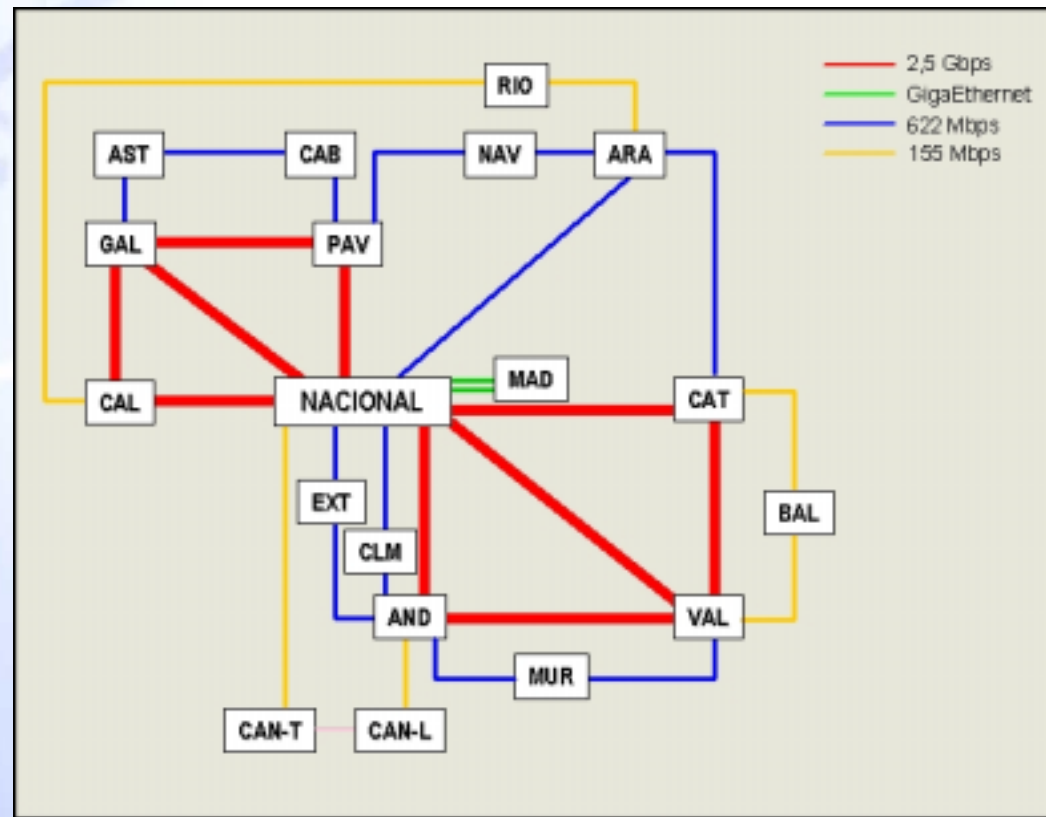 RIO
2,5 Gbps
GigaEthernet
622 Mbps
155 Mbps
AST
CAB
NAV
ARA
GAL
PAV
MAD
NACIONAL
CAL
CAT
EXT
BAL
CLM
AND
VAL
MUR
CAN-T
CAN-L